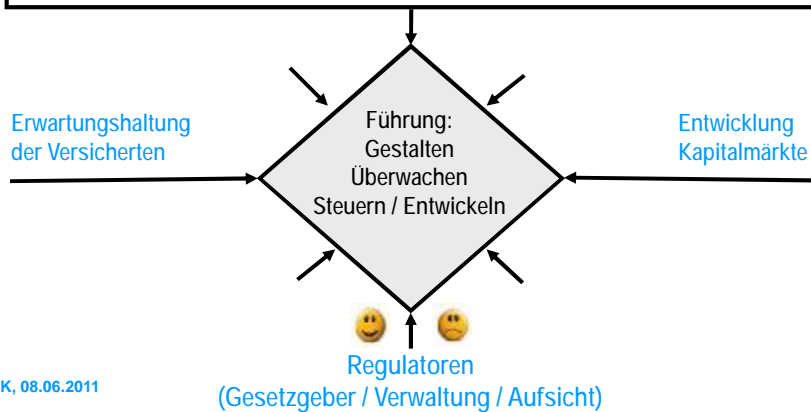 Führung:
Gestalten
Überwachen
Steuern / Entwickeln
Erwartungshaltung
der Versicherten
Entwicklung
Kapitalmärkte
Regulatoren
(Gesetzgeber / Verwaltung / Aufsicht)
K, 08.06.2011